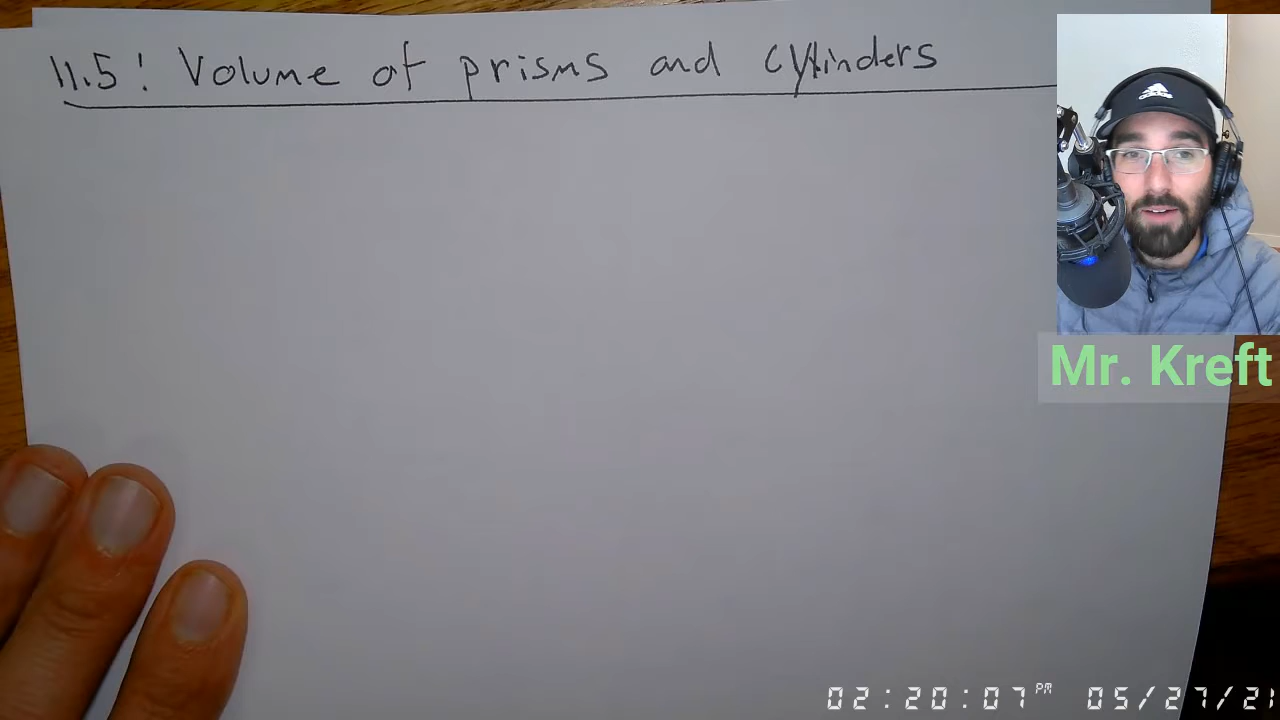 11.5: Volume of prisms and cylinders
Mr. Kreft
02:20:07 PM 05/27/21